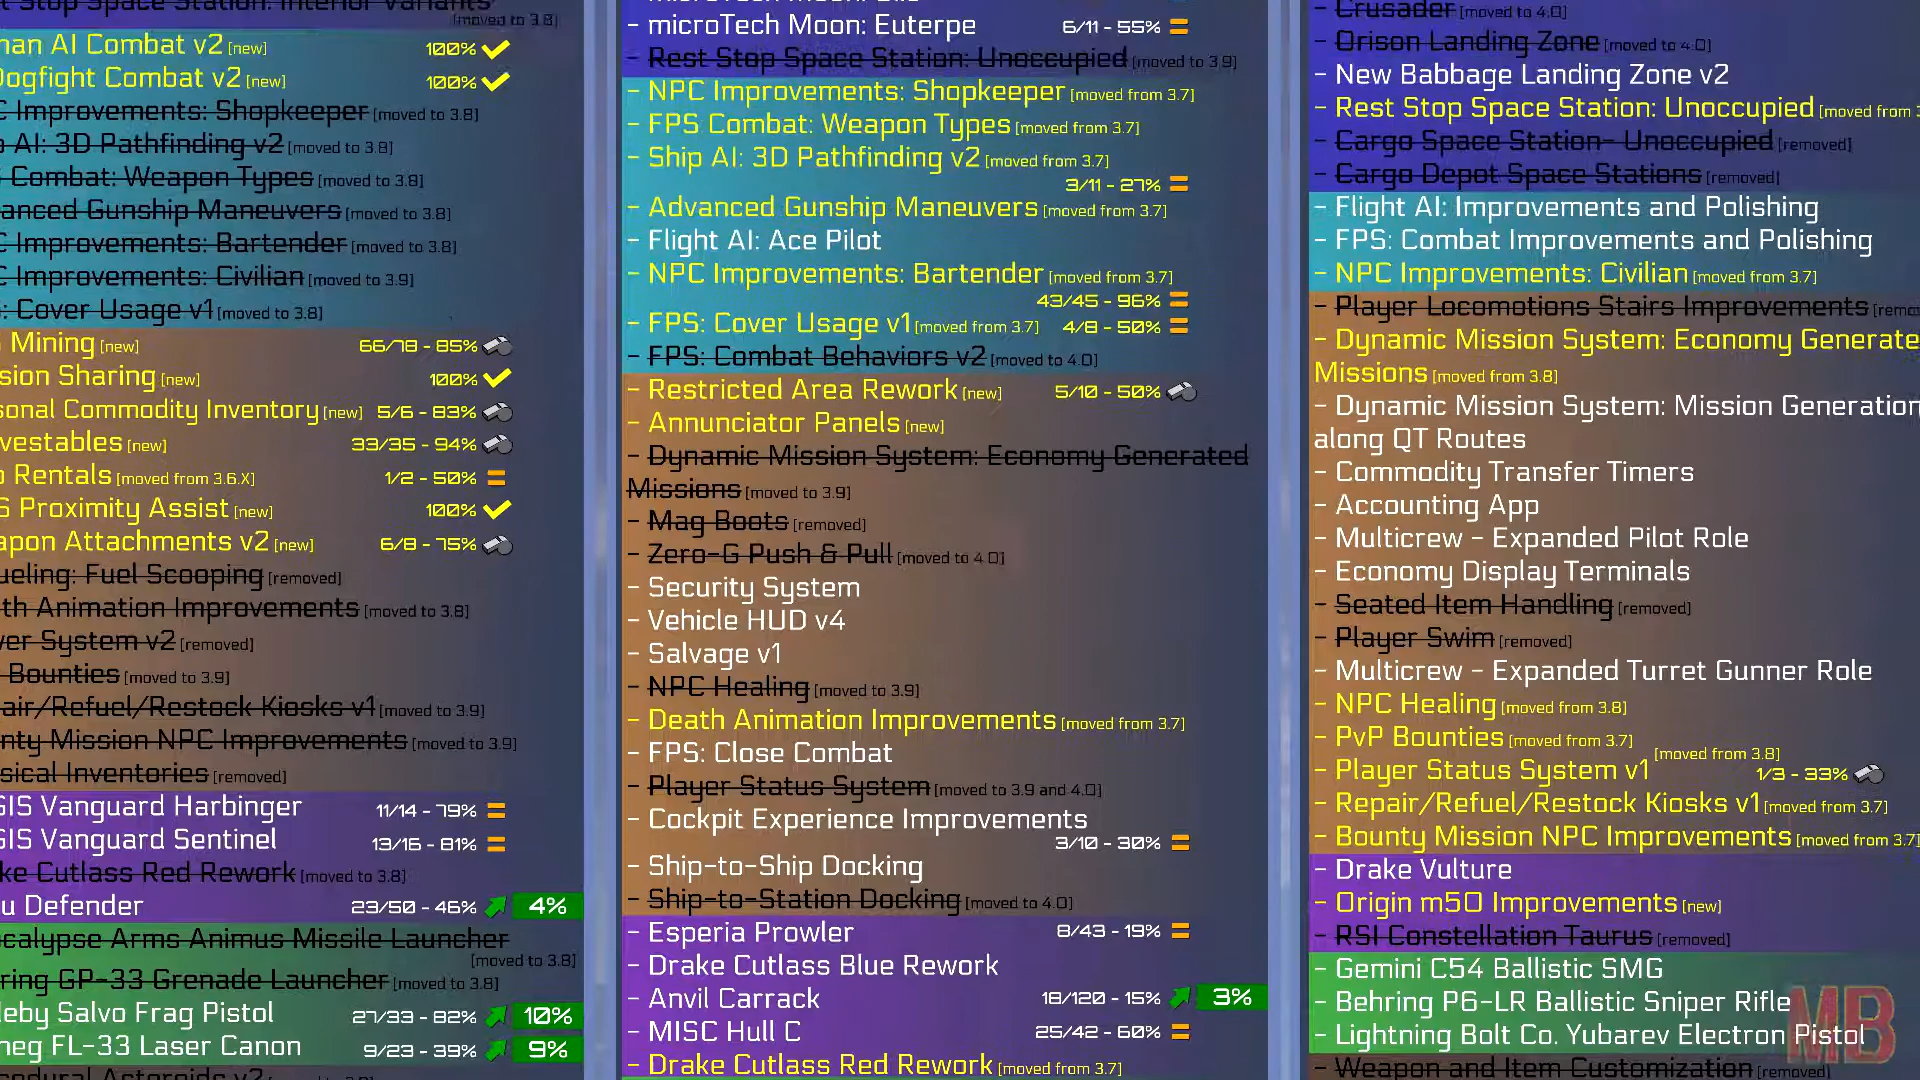 Space Station: Interior Variants
[moved to 3.8]
man AI Combat v2 [new] 100%
Dogfight Combat v2 [new] 100%
C Improvements: Shopkeeper [moved to 3.8]
AI: 3D Pathfinding v2 [moved to 3.8]
Combat: Weapon Types [moved to 3.8]
anced Gunship Maneuvers [moved to 3.8]
C Improvements: Bartender [moved to 3.8]
C Improvements: Civilian [moved to 3.9]
: Cover Usage v1 [moved to 3.8]
Mining [new] 66/78 - 85%
sion Sharing [new] 100%
sonal Commodity Inventory [new] 5/6 - 83%
vestables [new] 33/35 - 94%
Rentals [moved from 3.6.X] 1/2 - 50%
S Proximity Assist [new] 100%
apon Attachments v2 [new] 6/8 - 75%
ueling: Fuel Scooping [removed]
th Animation Improvements [moved to 3.8]
wer System v2 [removed]
Bounties [moved to 3.9]
air/Refuel/Restock Kiosks v1 [moved to 3.9]
nty Mission NPC Improvements [moved to 3.9]
sical Inventories [removed]
GIS Vanguard Harbinger 11/14 - 79%
GIS Vanguard Sentinel 13/16 - 81%
ke Cutlass Red Rework [moved to 3.8]
u Defender 23/50 - 46% 4%
calypse Arms Animus Missile Launcher
[moved to 3.8]
ring GP-33 Grenade Launcher [moved to 3.8]
leby Salvo Frag Pistol 27/33 - 82% 10%
neg FL-33 Laser Canon 9/23 - 39% 9%
cedural Asteroids v2
- microTech Moon: Euterpe 6/11 - 55%
- Rest Stop Space Station: Unoccupied [moved to 3.9]
- NPC Improvements: Shopkeeper [moved from 3.7]
- FPS Combat: Weapon Types [moved from 3.7]
- Ship AI: 3D Pathfinding v2 [moved from 3.7]
3/11 - 27%
- Advanced Gunship Maneuvers [moved from 3.7]
- Flight AI: Ace Pilot
- NPC Improvements: Bartender [moved from 3.7]
43/45 - 96%
- FPS: Cover Usage v1 [moved from 3.7] 4/8 - 50%
- FPS: Combat Behaviors v2 [moved to 4.0]
- Restricted Area Rework [new] 5/10 - 50%
- Annunciator Panels [new]
- Dynamic Mission System: Economy Generated
Missions [moved to 3.9]
- Mag Boots [removed]
- Zero-G Push & Pull [moved to 4.0]
- Security System
- Vehicle HUD v4
- Salvage v1
- NPC Healing [moved to 3.9]
- Death Animation Improvements [moved from 3.7]
- FPS: Close Combat
- Player Status System [moved to 3.9 and 4.0]
- Cockpit Experience Improvements
3/10 - 30%
- Ship-to-Ship Docking
- Ship-to-Station Docking [moved to 4.0]
- Esperia Prowler 8/43 - 19%
- Drake Cutlass Blue Rework
- Anvil Carrack 18/120 - 15% 3%
- MISC Hull C 25/42 - 60%
- Drake Cutlass Red Rework [moved from 3.7]
- Crusader [moved to 4.0]
- Orison Landing Zone [moved to 4.0]
- New Babbage Landing Zone v2
- Rest Stop Space Station: Unoccupied [moved from 3
- Cargo Space Station- Unoccupied [removed]
- Cargo Depot Space Stations [removed]
- Flight AI: Improvements and Polishing
- FPS: Combat Improvements and Polishing
- NPC Improvements: Civilian [moved from 3.7]
- Player Locomotions Stairs Improvements [remo
- Dynamic Mission System: Economy Generate
Missions [moved from 3.8]
- Dynamic Mission System: Mission Generation
along QT Routes
- Commodity Transfer Timers
- Accounting App
- Multicrew - Expanded Pilot Role
- Economy Display Terminals
- Seated Item Handling [removed]
- Player Swim [removed]
- Multicrew - Expanded Turret Gunner Role
- NPC Healing [moved from 3.8]
- PvP Bounties [moved from 3.7]
[moved from 3.8]
- Player Status System v1 1/3 - 33%
- Repair/Refuel/Restock Kiosks v1 [moved from 3.7]
- Bounty Mission NPC Improvements [moved from 3.7]
- Drake Vulture
- Origin m50 Improvements [new]
- RSI Constellation Taurus [removed]
- Gemini C54 Ballistic SMG
- Behring P6-LR Ballistic Sniper Rifle
- Lightning Bolt Co. Yubarev Electron Pistol
- Weapon and Item Customization [removed]
MB